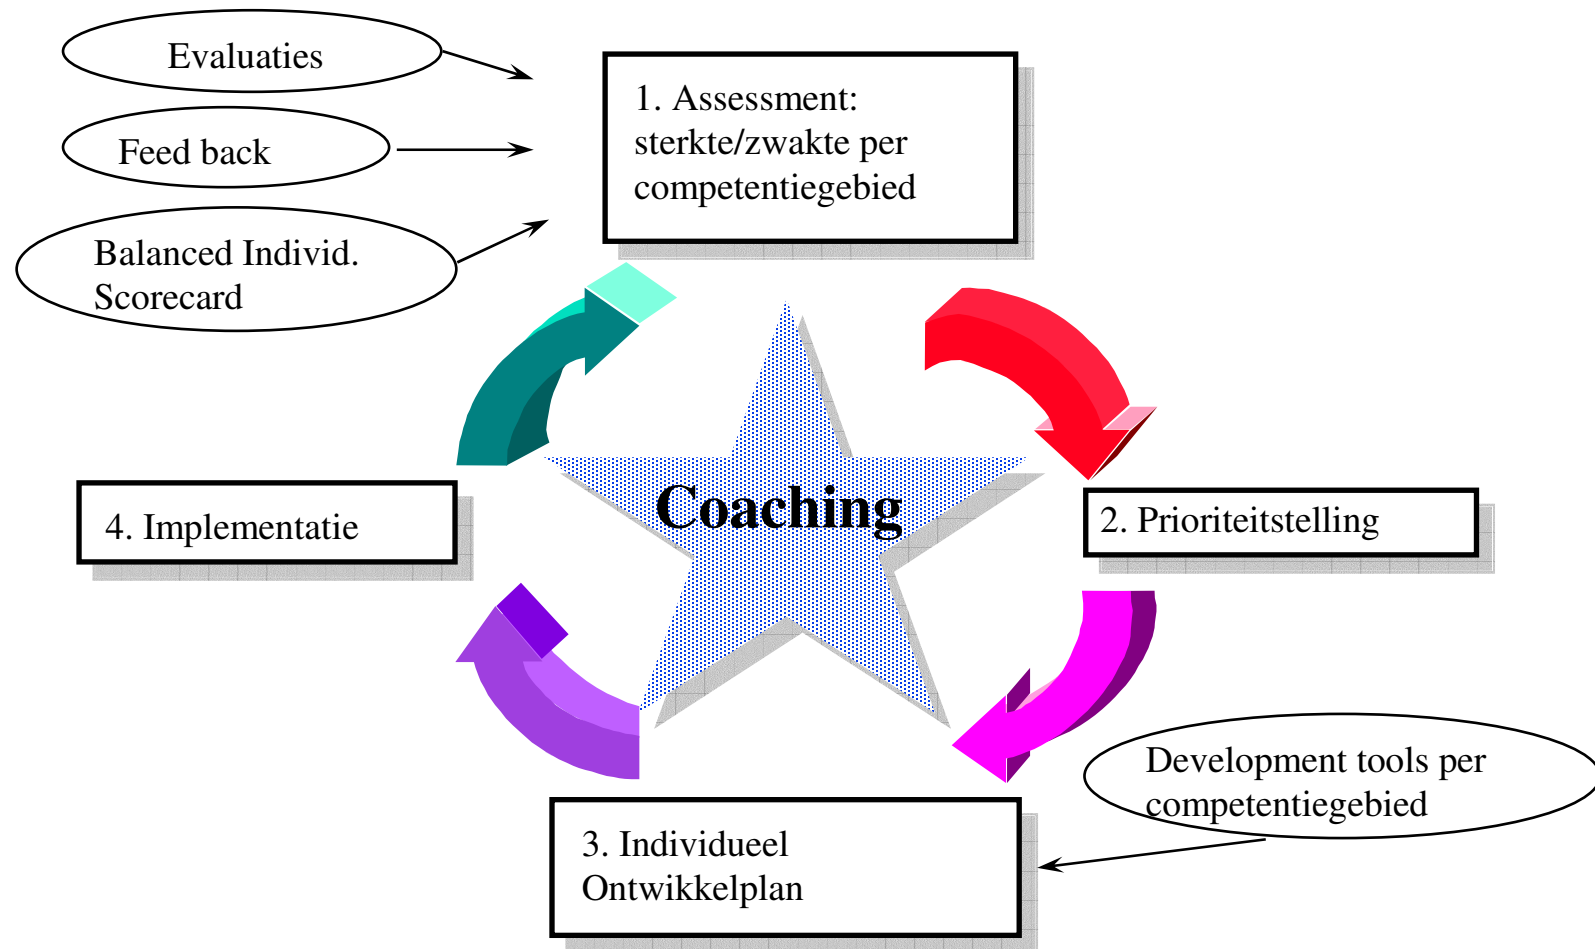 Evaluaties
Feed back
Balanced Individ.
Scorecard
1. Assessment:
sterkte/zwakte per
competentiegebied
Coaching
4. Implementatie
2. Prioriteitstelling
Development tools per
competentiegebied
3. Individueel
Ontwikkelplan